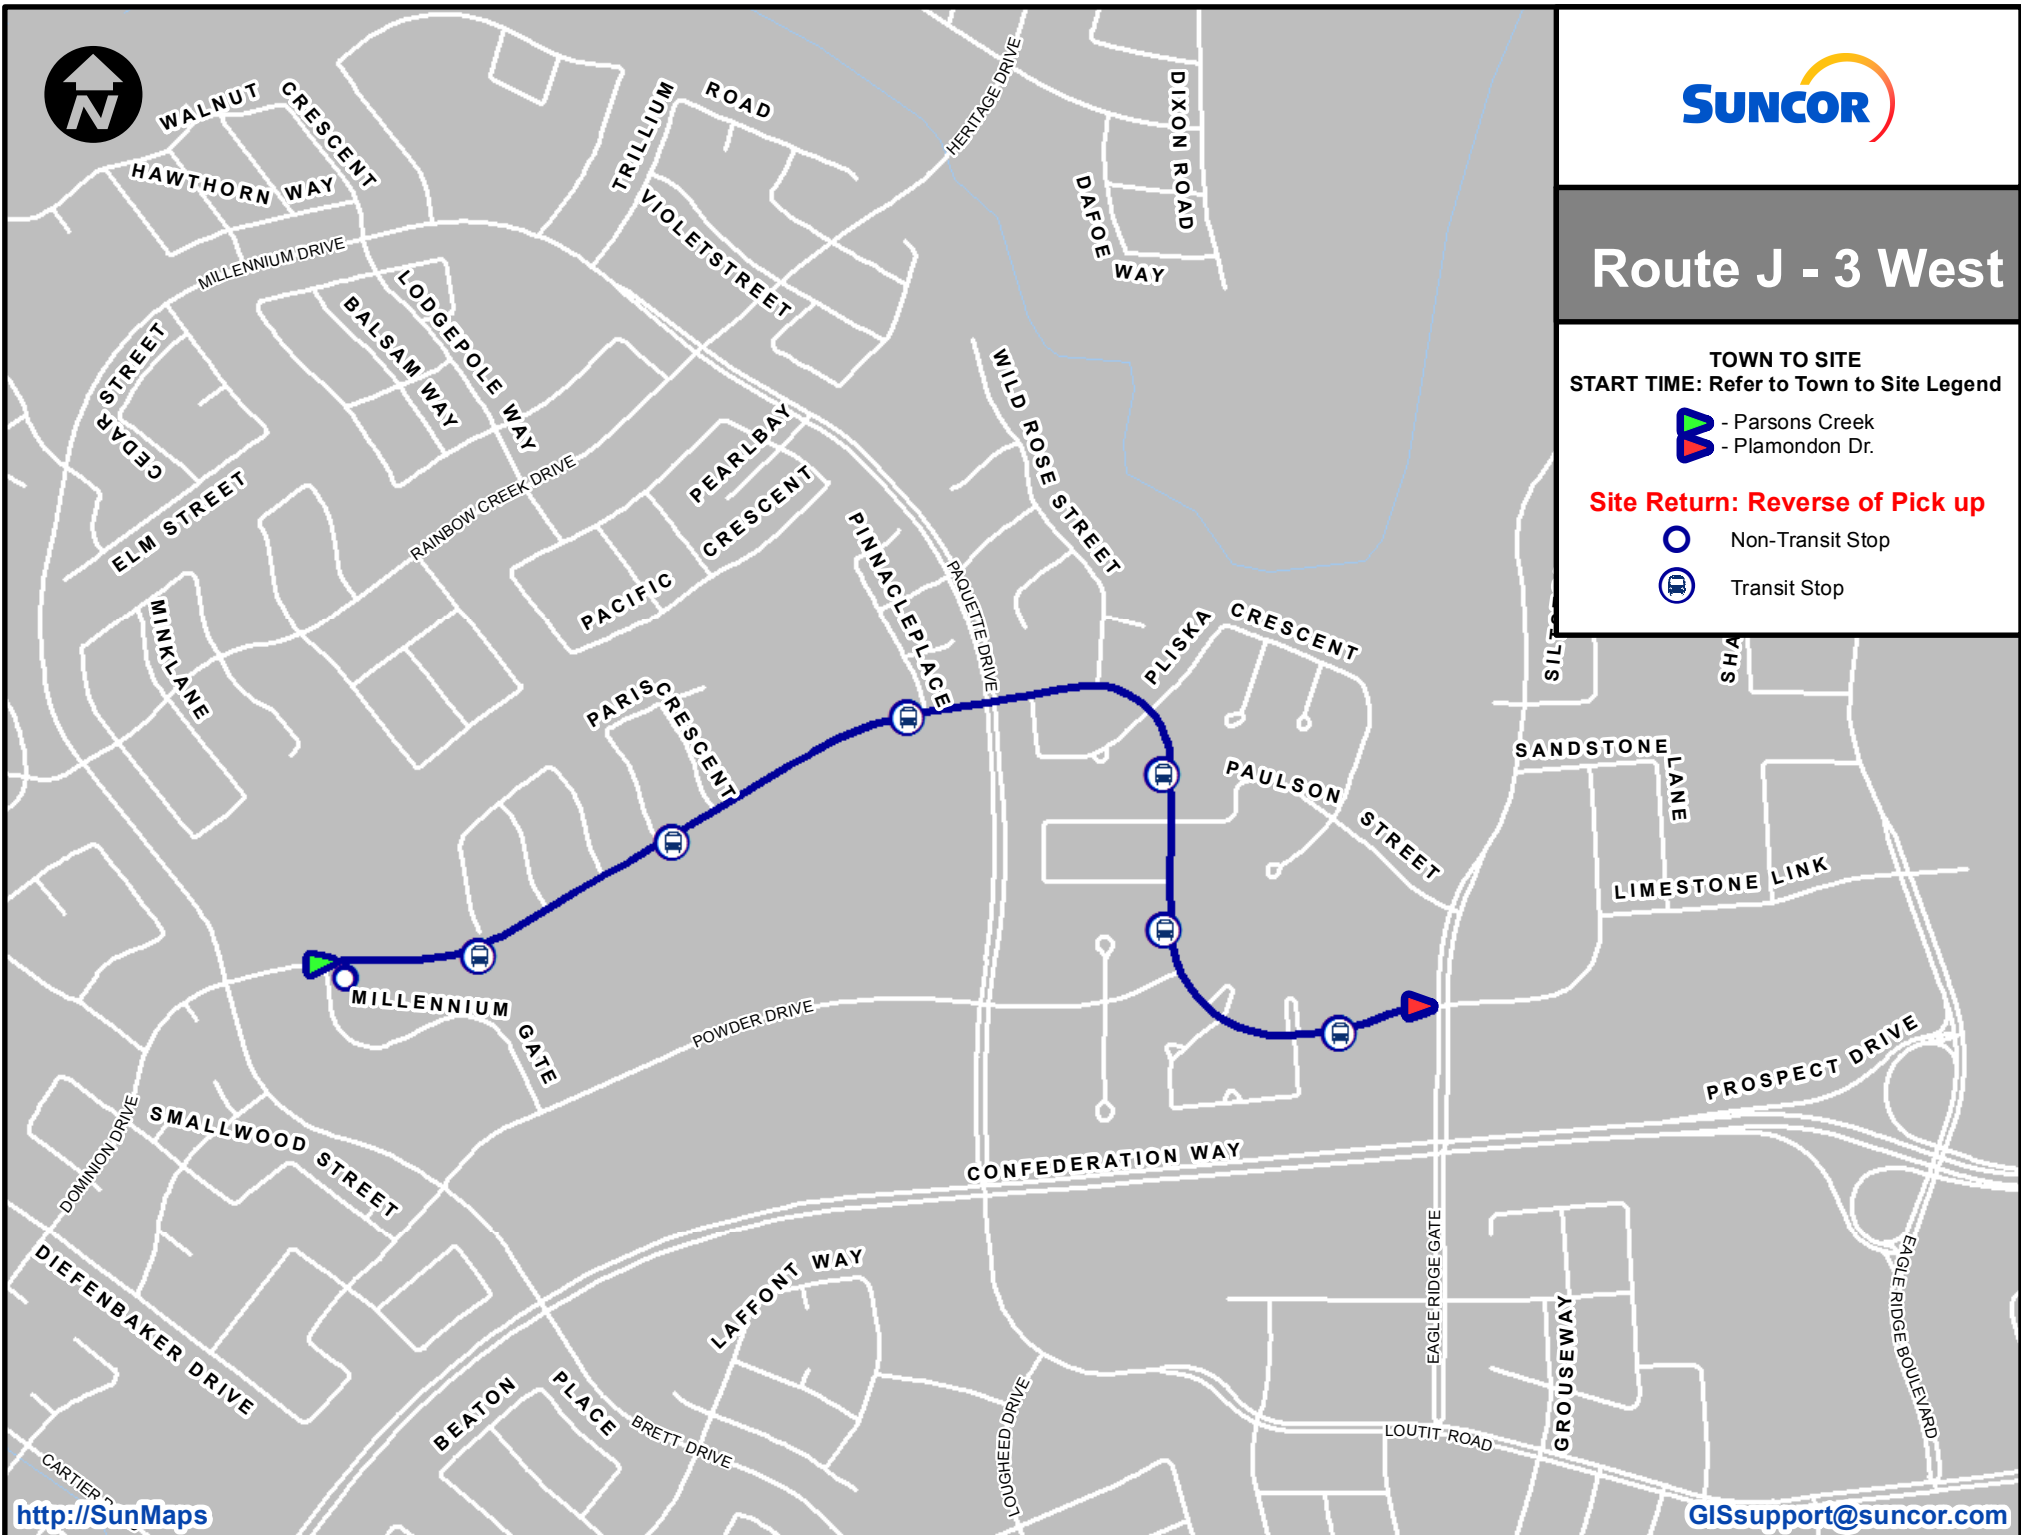 SUNCOR
Route J - 3 West
TOWN TO SITE
START TIME: Refer to Town to Site Legend
- Parsons Creek
- Plamondon Dr.
Site Return: Reverse of Pick up
Non-Transit Stop
Transit Stop
N
WALNUT CRESCENT
HAWTHORN WAY
MILLENNIUM DRIVE
TRILLIUM ROAD
VIOLETSTREET
HERITAGE DRIVE
DIXON ROAD
DAFOE WAY
LODGEPOLE WAY
BALSAM WAY
CEDAR STREET
ELM STREET
RAINBOW CREEK DRIVE
PEARLBAY
PACIFIC CRESCENT
WILD ROSE STREET
PINNACLEPLACE
PAQUETTE DRIVE
MINKLANE
PARIS CRESCENT
PLISKA CRESCENT
PAULSON STREET
SANDSTONE LANE
LIMESTONE LINK
SHA
MILLENNIUM GATE
POWDER DRIVE
PROSPECT DRIVE
DOMINION DRIVE
SMALLWOOD STREET
CONFEDERATION WAY
DIEFENBAKER DRIVE
LAFFONT WAY
EAGLE RIDGE GATE
EAGLE RIDGE BOULEVARD
GROUSEWAY
BEATON PLACE
BRETT DRIVE
LOUGHEED DRIVE
LOUTIT ROAD
CARTIER
http://SunMaps
GISsupport@suncor.com